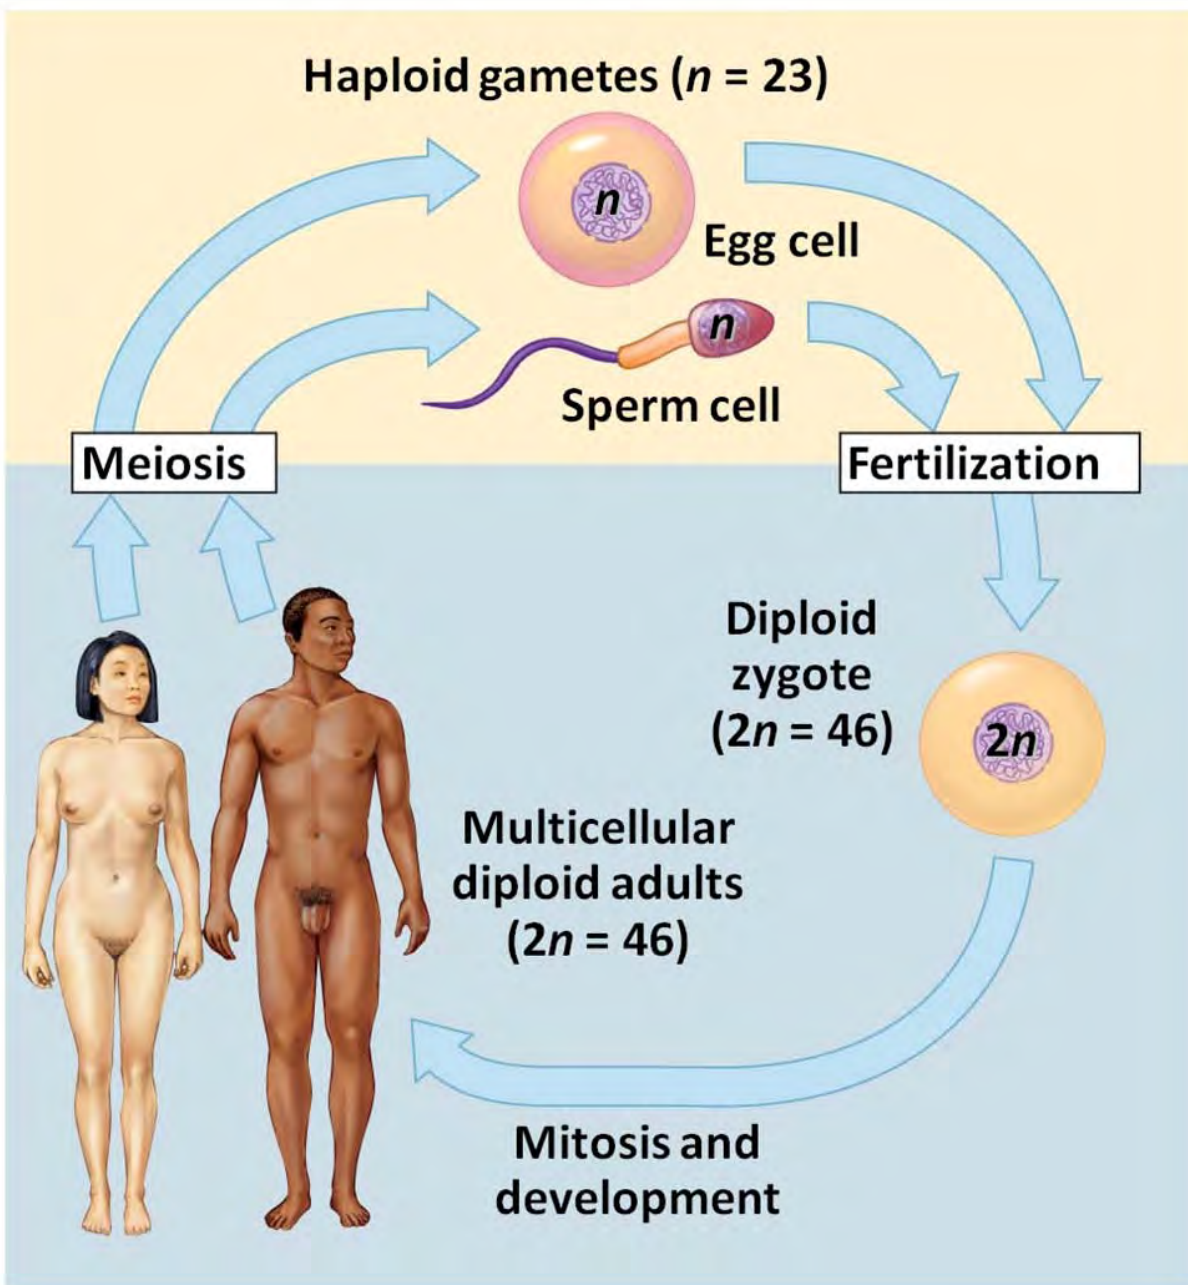 Haploid gametes (n = 23)
n
Egg cell
n
Sperm cell
Meiosis
Fertilization
Diploid
zygote
(2n = 46)
2n
Multicellular
diploid adults
(2n = 46)
Mitosis and
development